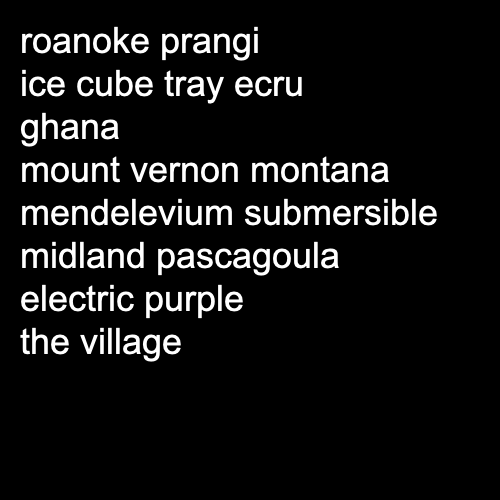 roanoke prangi
ice cube tray ecru
ghana
mount vernon montana
mendelevium submersible
midland pascagoula
electric purple
the village